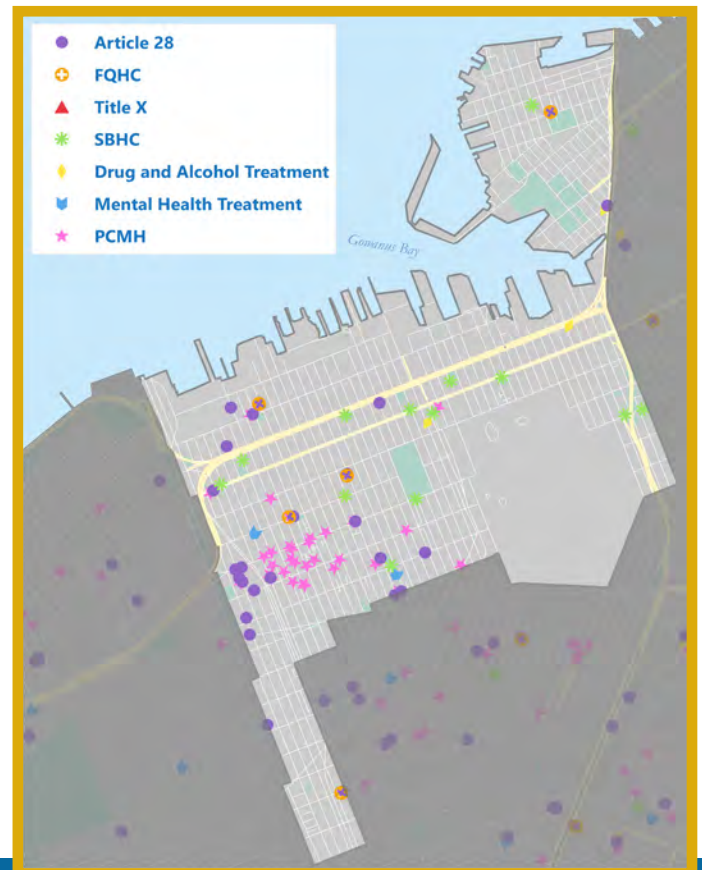 Article 28
FQHC
Title X
SBHC
Drug and Alcohol Treatment
Mental Health Treatment
PCMH
Gowanus Bay